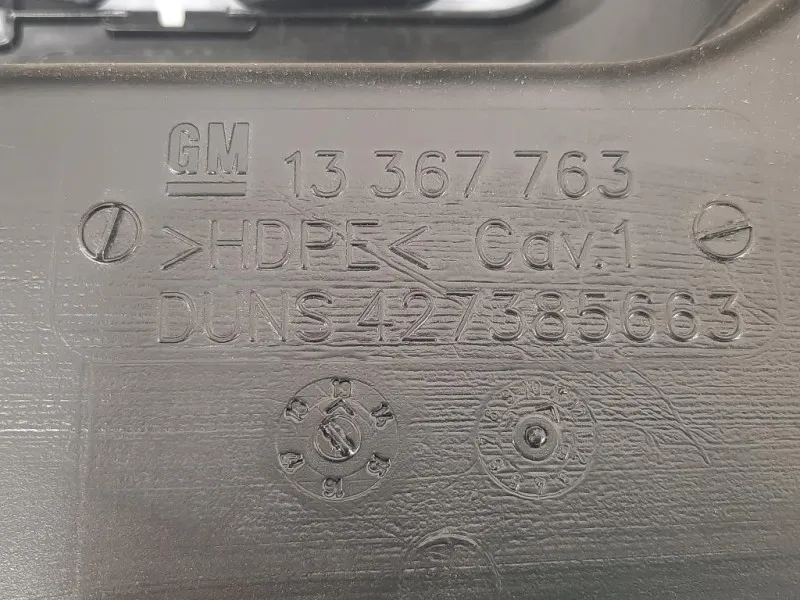 GM 13 367 763
>HDPE< Cav.1
DUNS 427385663